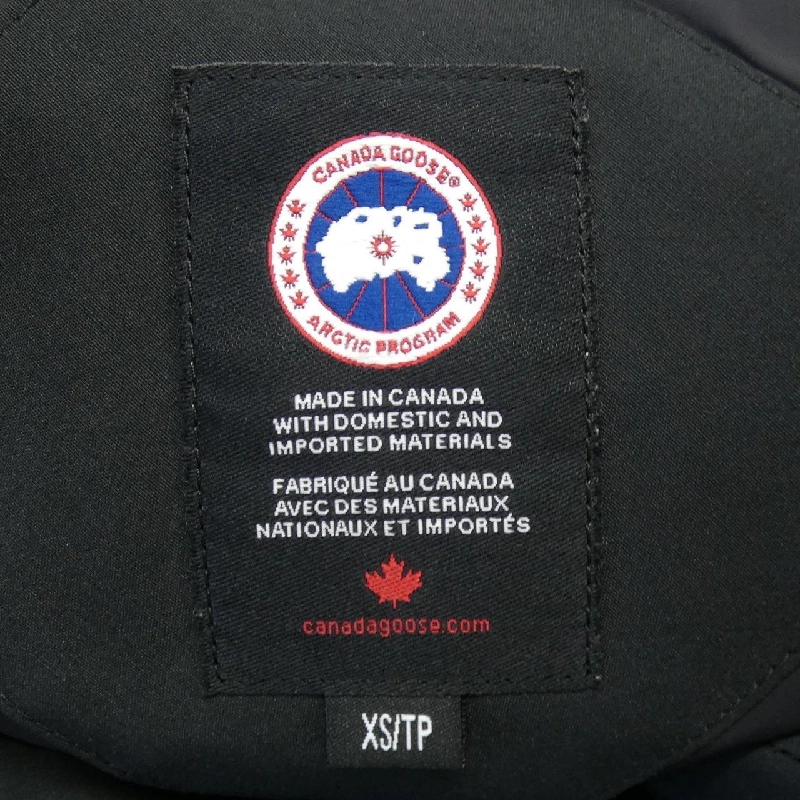 CANADA GOOSE®
ARCTIC PROGRAM
MADE IN CANADA
WITH DOMESTIC AND
IMPORTED MATERIALS
FABRIQUÉ AU CANADA
AVEC DES MATERIAUX
NATIONAUX ET IMPORTÉS
canadagoose.com
XS/TP